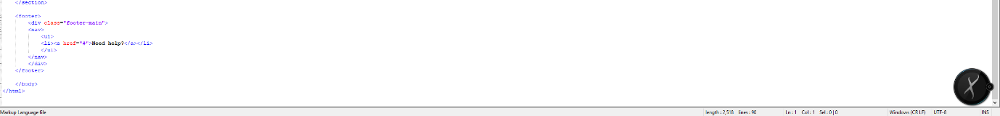 </section>
<footer>
<div class="footer-main">
<nav>
<ul>
<li><a href="#">Need help?</a></li>
</ul>
</nav>
</div>
</footer>
</body>
</html>
Markup Language file length : 2,518 lines : 90 Ln : 1 Col : 1 Sel : 0 | 0 Windows (CR LF) UTF-8 INS